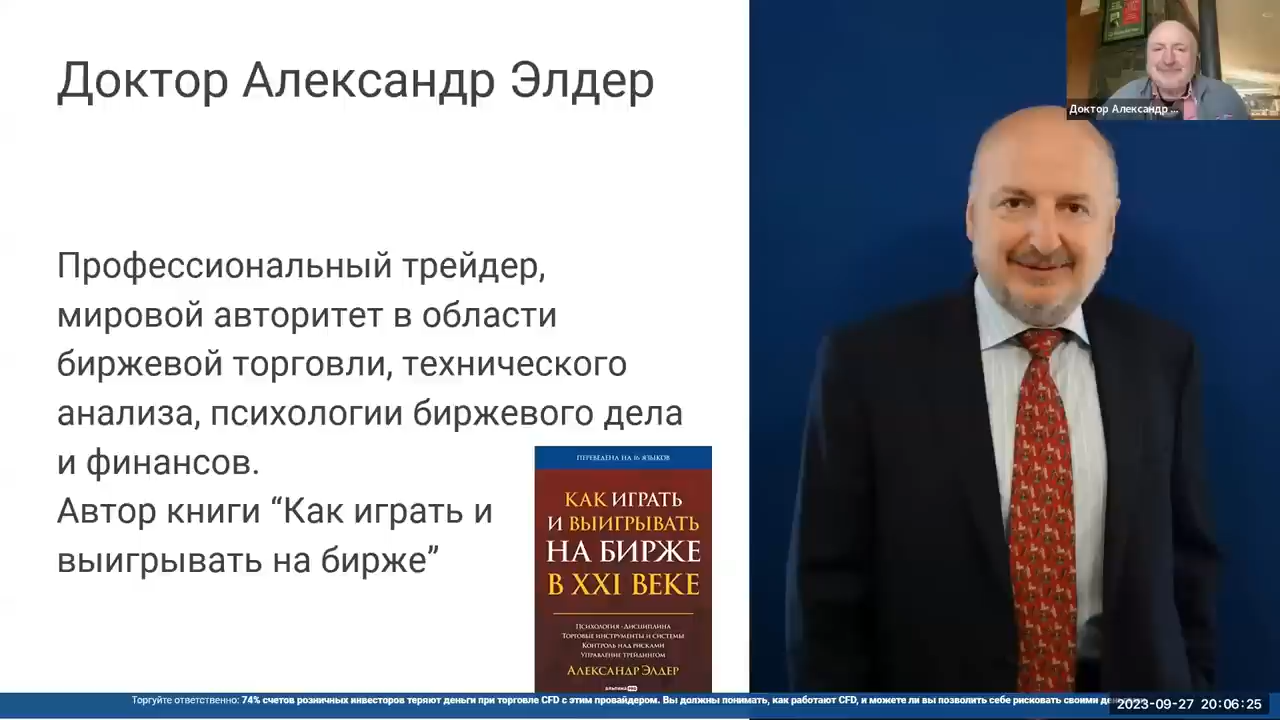 Доктор Александр Элдер
Доктор Александр ...
Профессиональный трейдер,
мировой авторитет в области
биржевой торговли, технического
анализа, психологии биржевого дела
и финансов.
Автор книги “Как играть и
выигрывать на бирже”
ПЕРЕВЕДЕНА НА 16 ЯЗЫКОВ
КАК ИГРАТЬ
И ВЫИГРЫВАТЬ
НА БИРЖЕ
В XXI ВЕКЕ
ПСИХОЛОГИЯ · ДИСЦИПЛИНА
ТОРГОВЫЕ ИНСТРУМЕНТЫ И СИСТЕМЫ
КОНТРОЛЬ НАД РИСКАМИ
УПРАВЛЕНИЕ ТРЕЙДИНГОМ
АЛЕКСАНДР ЭЛДЕР
АЛЬПИНА PRO
Торгуйте ответственно: 74% счетов розничных инвесторов теряют деньги при торговле CFD с этим провайдером. Вы должны понимать, как работают CFD, и можете ли вы позволить себе рисковать своими
2023-09-27 20:06:25